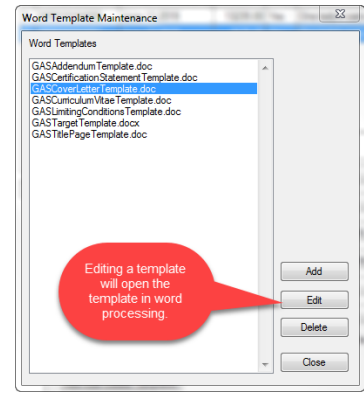 Word Template Maintenance
Word Templates
GASAddendumTemplate.doc
GASCertificationStatementTemplate.doc
GASCoverLetterTemplate.doc
GASCurriculumVitaeTemplate.doc
GASLimitingConditionsTemplate.doc
GASTargetTemplate.docx
GASTitlePageTemplate.doc
Editing a template
will open the
template in word
processing.
Add
Edit
Delete
Close